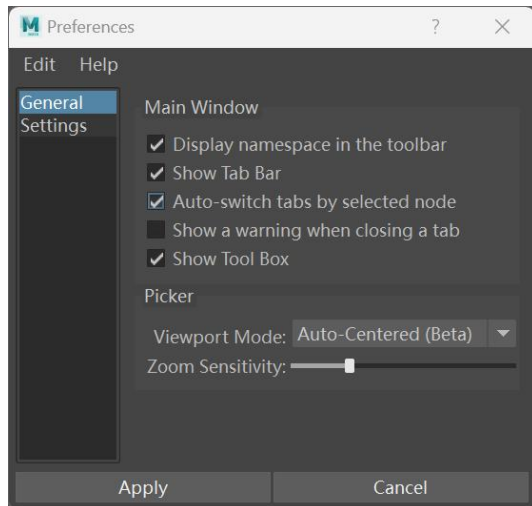 Preferences
Edit Help
General
Settings
Main Window
Display namespace in the toolbar
Show Tab Bar
Auto-switch tabs by selected node
Show a warning when closing a tab
Show Tool Box
Picker
Viewport Mode: Auto-Centered (Beta)
Zoom Sensitivity:
Apply Cancel